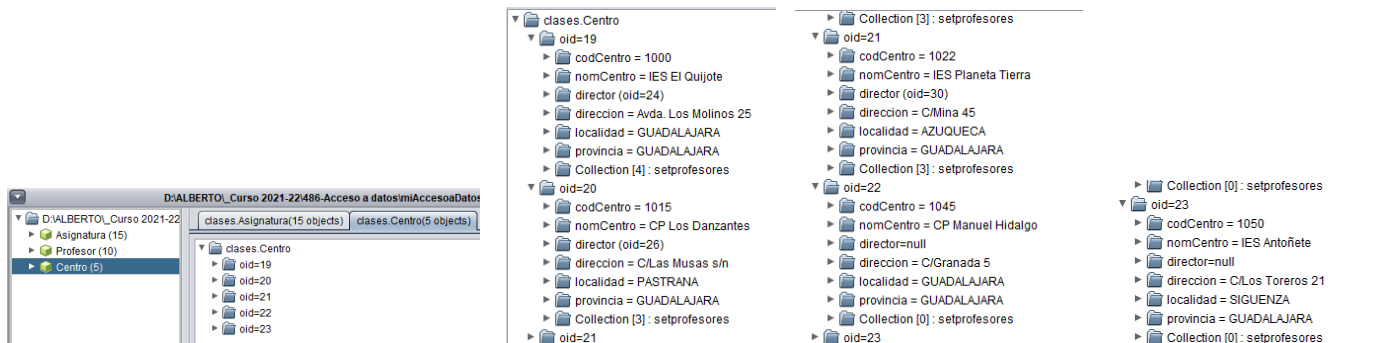 D:\ALBERTO\_Curso 2021-22\486-Acceso a datos\miAccesoaDatos
D:\ALBERTO\_Curso 2021-22
Asignatura (15)
Profesor (10)
Centro (5)
clases.Asignatura(15 objects)
clases.Centro(5 objects)
clases.Centro
oid=19
oid=20
oid=21
oid=22
oid=23
clases.Centro
oid=19
codCentro = 1000
nomCentro = IES El Quijote
director (oid=24)
direccion = Avda. Los Molinos 25
localidad = GUADALAJARA
provincia = GUADALAJARA
Collection [4] : setprofesores
oid=20
codCentro = 1015
nomCentro = CP Los Danzantes
director (oid=26)
direccion = C/Las Musas s/n
localidad = PASTRANA
provincia = GUADALAJARA
Collection [3] : setprofesores
oid=21
Collection [3] : setprofesores
oid=21
codCentro = 1022
nomCentro = IES Planeta Tierra
director (oid=30)
direccion = C/Mina 45
localidad = AZUQUECA
provincia = GUADALAJARA
Collection [3] : setprofesores
oid=22
codCentro = 1045
nomCentro = CP Manuel Hidalgo
director=null
direccion = C/Granada 5
localidad = GUADALAJARA
provincia = GUADALAJARA
Collection [0] : setprofesores
oid=23
Collection [0] : setprofesores
oid=23
codCentro = 1050
nomCentro = IES Antoñete
director=null
direccion = C/Los Toreros 21
localidad = SIGUENZA
provincia = GUADALAJARA
Collection [0] : setprofesores